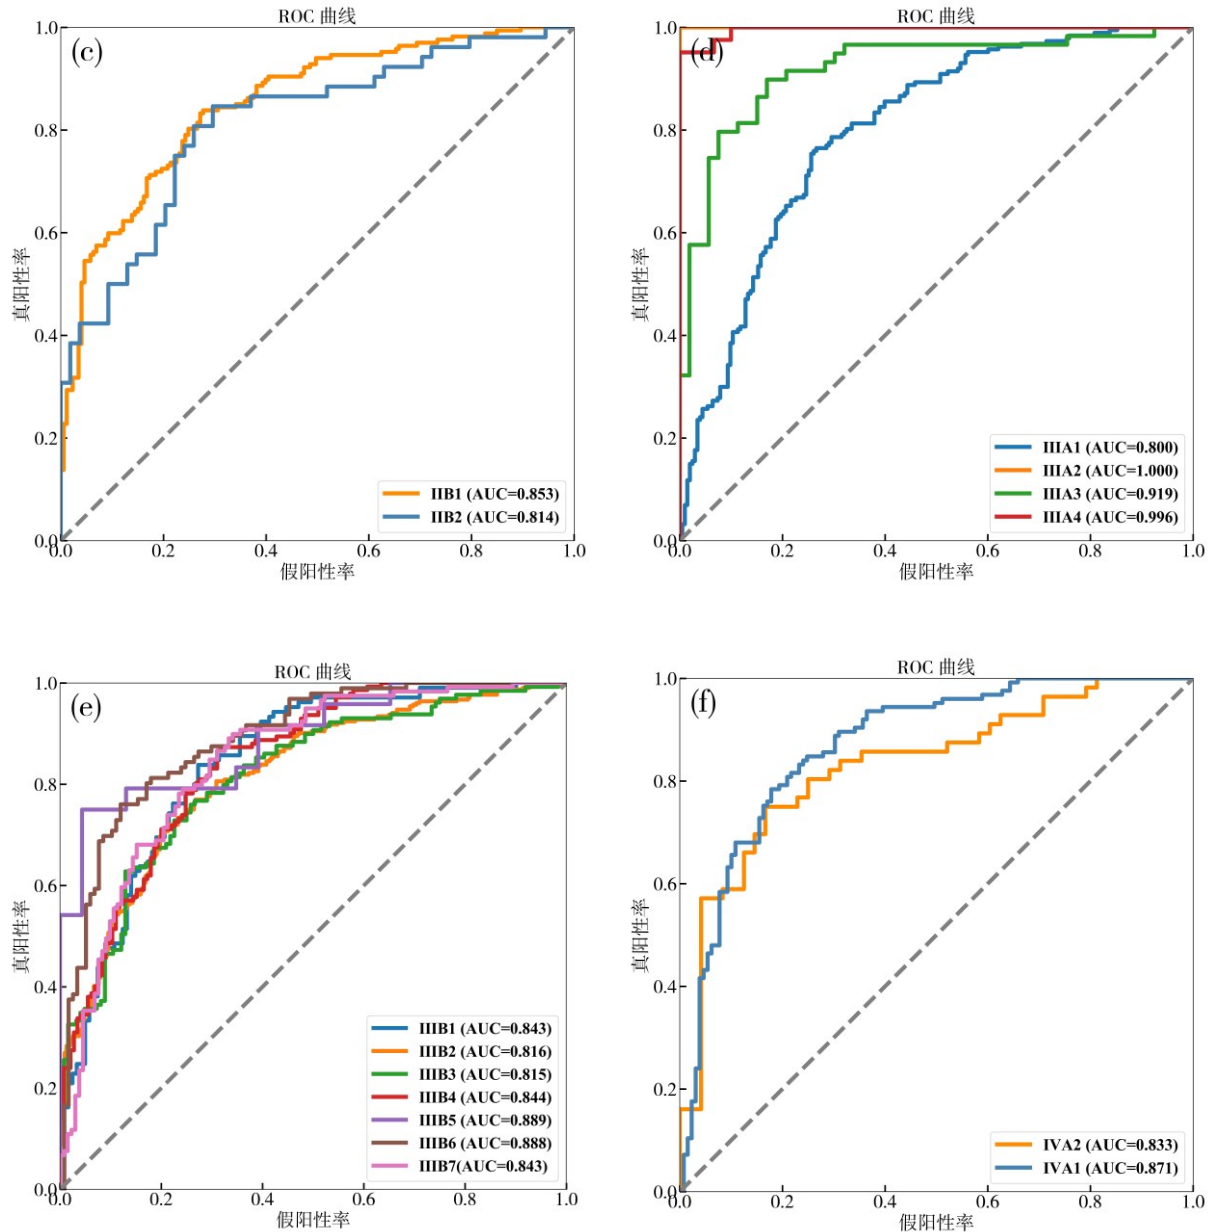 ROC 曲线
(c)
1.0
0.8
0.6
0.4
0.2
0.0
真阳性率
IIB1 (AUC=0.853)
IIB2 (AUC=0.814)
0.0 0.2 0.4 0.6 0.8 1.0
假阳性率
ROC 曲线
(d)
1.0
0.8
0.6
0.4
0.2
0.0
真阳性率
IIIA1 (AUC=0.800)
IIIA2 (AUC=1.000)
IIIA3 (AUC=0.919)
IIIA4 (AUC=0.996)
0.0 0.2 0.4 0.6 0.8 1.0
假阳性率
ROC 曲线
(e)
1.0
0.8
0.6
0.4
0.2
0.0
真阳性率
IIIB1 (AUC=0.843)
IIIB2 (AUC=0.816)
IIIB3 (AUC=0.815)
IIIB4 (AUC=0.844)
IIIB5 (AUC=0.889)
IIIB6 (AUC=0.888)
IIIB7(AUC=0.843)
0.0 0.2 0.4 0.6 0.8 1.0
假阳性率
ROC 曲线
(f)
1.0
0.8
0.6
0.4
0.2
0.0
真阳性率
IVA2 (AUC=0.833)
IVA1 (AUC=0.871)
0.0 0.2 0.4 0.6 0.8 1.0
假阳性率